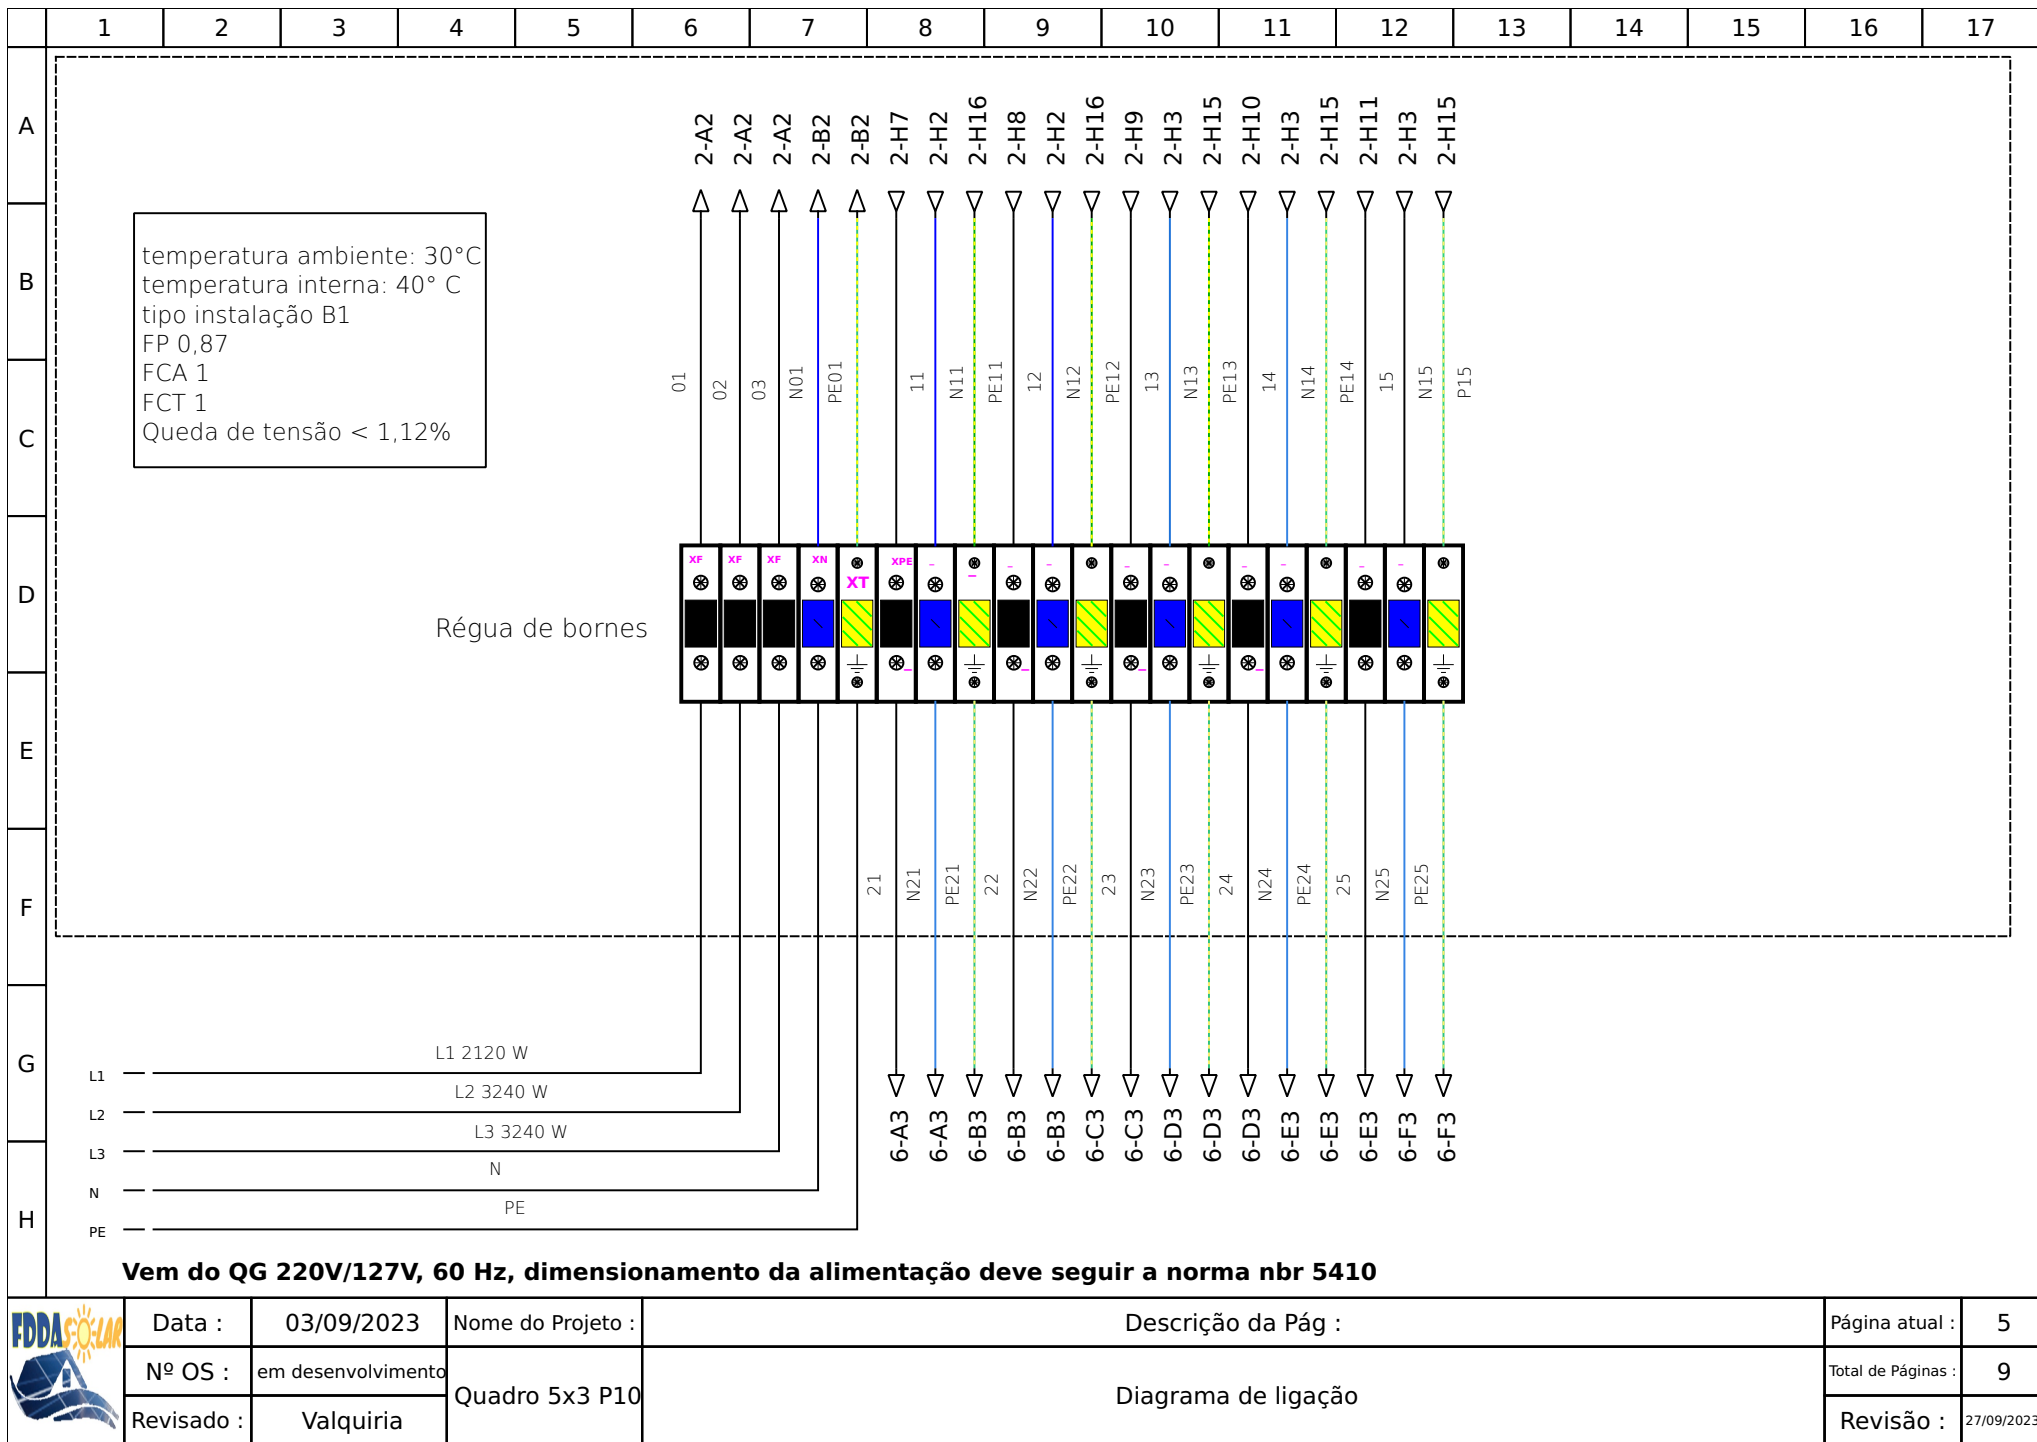 1 2 3 4 5 6 7 8 9 10 11 12 13 14 15 16 17
A
B
C
D
E
F
G
H
2-A2 2-A2 2-A2 2-B2 2-B2 2-H7 2-H2 2-H16 2-H8 2-H2 2-H16 2-H9 2-H3 2-H15 2-H10 2-H3 2-H15 2-H11 2-H3 2-H15
temperatura ambiente: 30°C
temperatura interna: 40° C
tipo instalação B1
FP 0,87
FCA 1
FCT 1
Queda de tensão < 1,12%
01 02 03 N01 PE01 11 N11 PE11 12 N12 PE12 13 N13 PE13 14 N14 PE14 15 N15 P15
XF XF XF XN XT XPE
Régua de bornes
21 N21 PE21 22 N22 PE22 23 N23 PE23 24 N24 PE24 25 N25 PE25
L1 L1 2120 W
L2 L2 3240 W
L3 L3 3240 W
N N
PE PE
6-A3 6-A3 6-B3 6-B3 6-B3 6-C3 6-C3 6-D3 6-D3 6-D3 6-E3 6-E3 6-E3 6-F3 6-F3
Vem do QG 220V/127V, 60 Hz, dimensionamento da alimentação deve seguir a norma nbr 5410
FDDASOLAR
Data : 03/09/2023
Nº OS : em desenvolvimento
Revisado : Valquiria
Nome do Projeto :
Quadro 5x3 P10
Descrição da Pág :
Diagrama de ligação
Página atual : 5
Total de Páginas : 9
Revisão : 27/09/2023